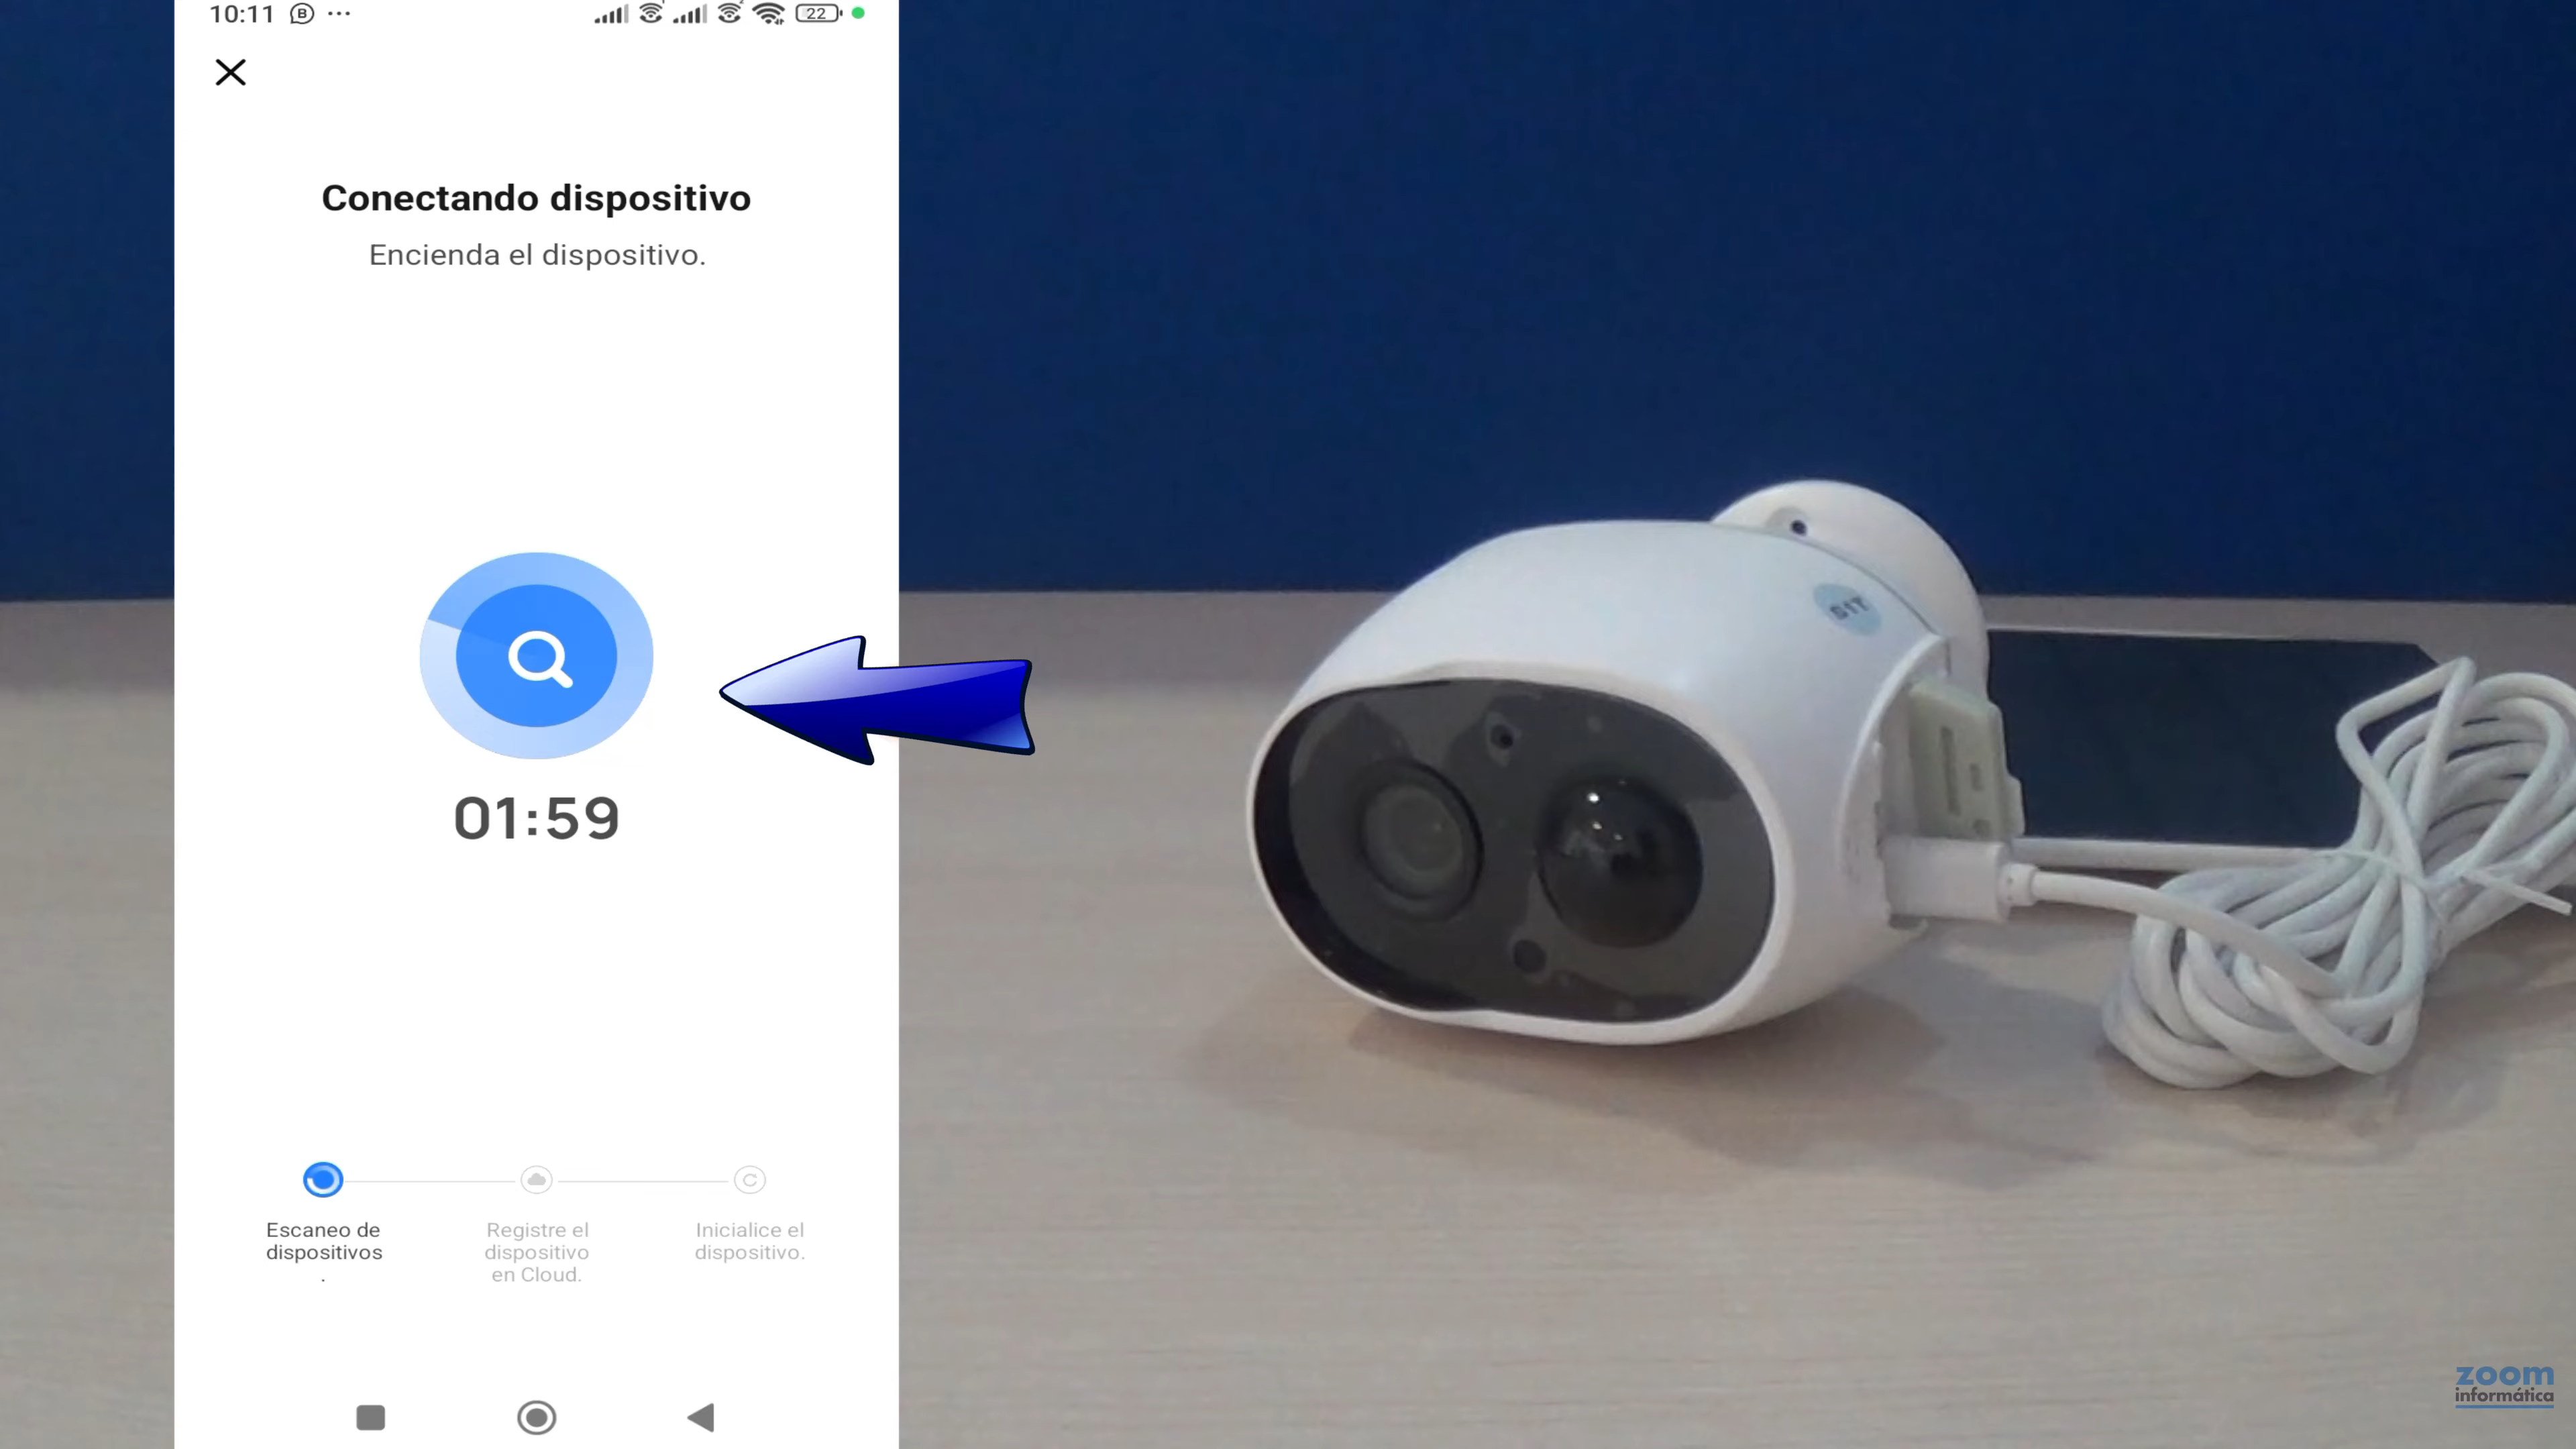 10:11
22
Conectando dispositivo
Encienda el dispositivo.
01:59
Escaneo de
dispositivos
.
Registre el
dispositivo
en Cloud.
Inicialice el
dispositivo.
zoom
informática